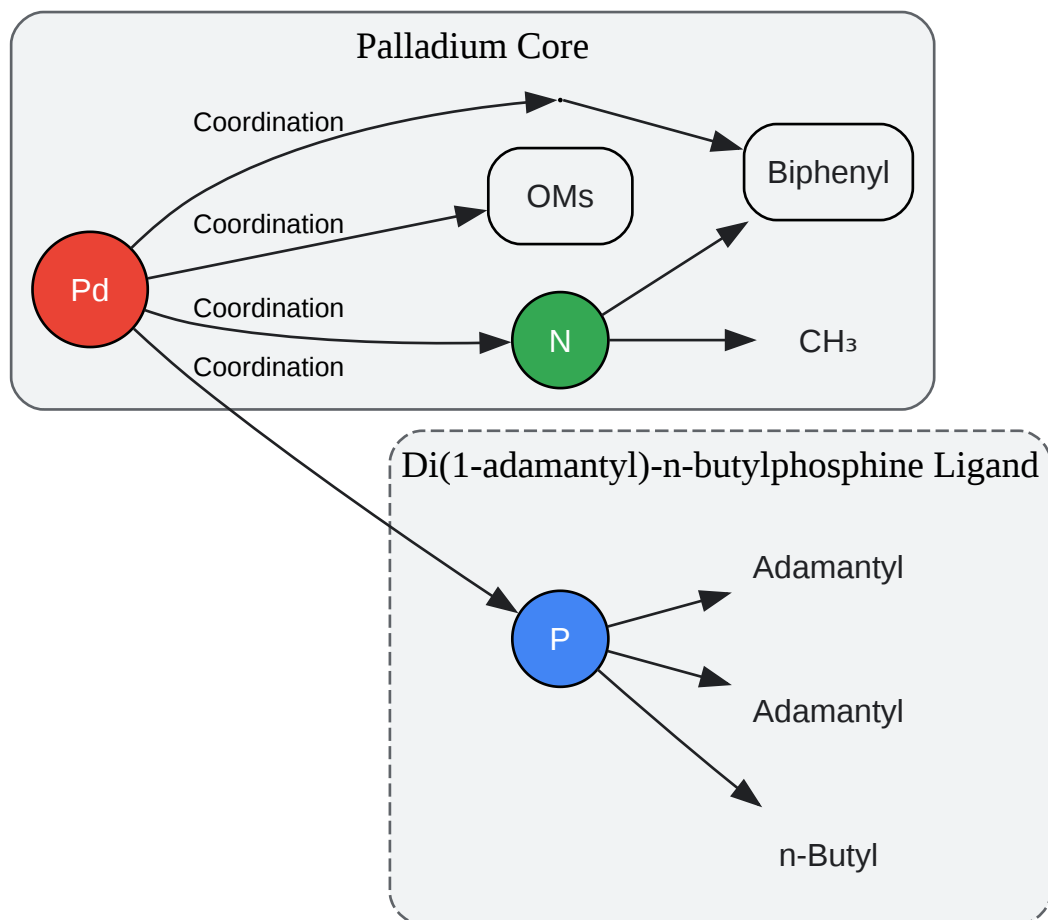 Palladium Core
Coordination
Biphenyl
OMs
Coordination
Pd
Coordination
N
CH₃
Coordination
Di(1-adamantyl)-n-butylphosphine Ligand
Adamantyl
P
Adamantyl
n-Butyl